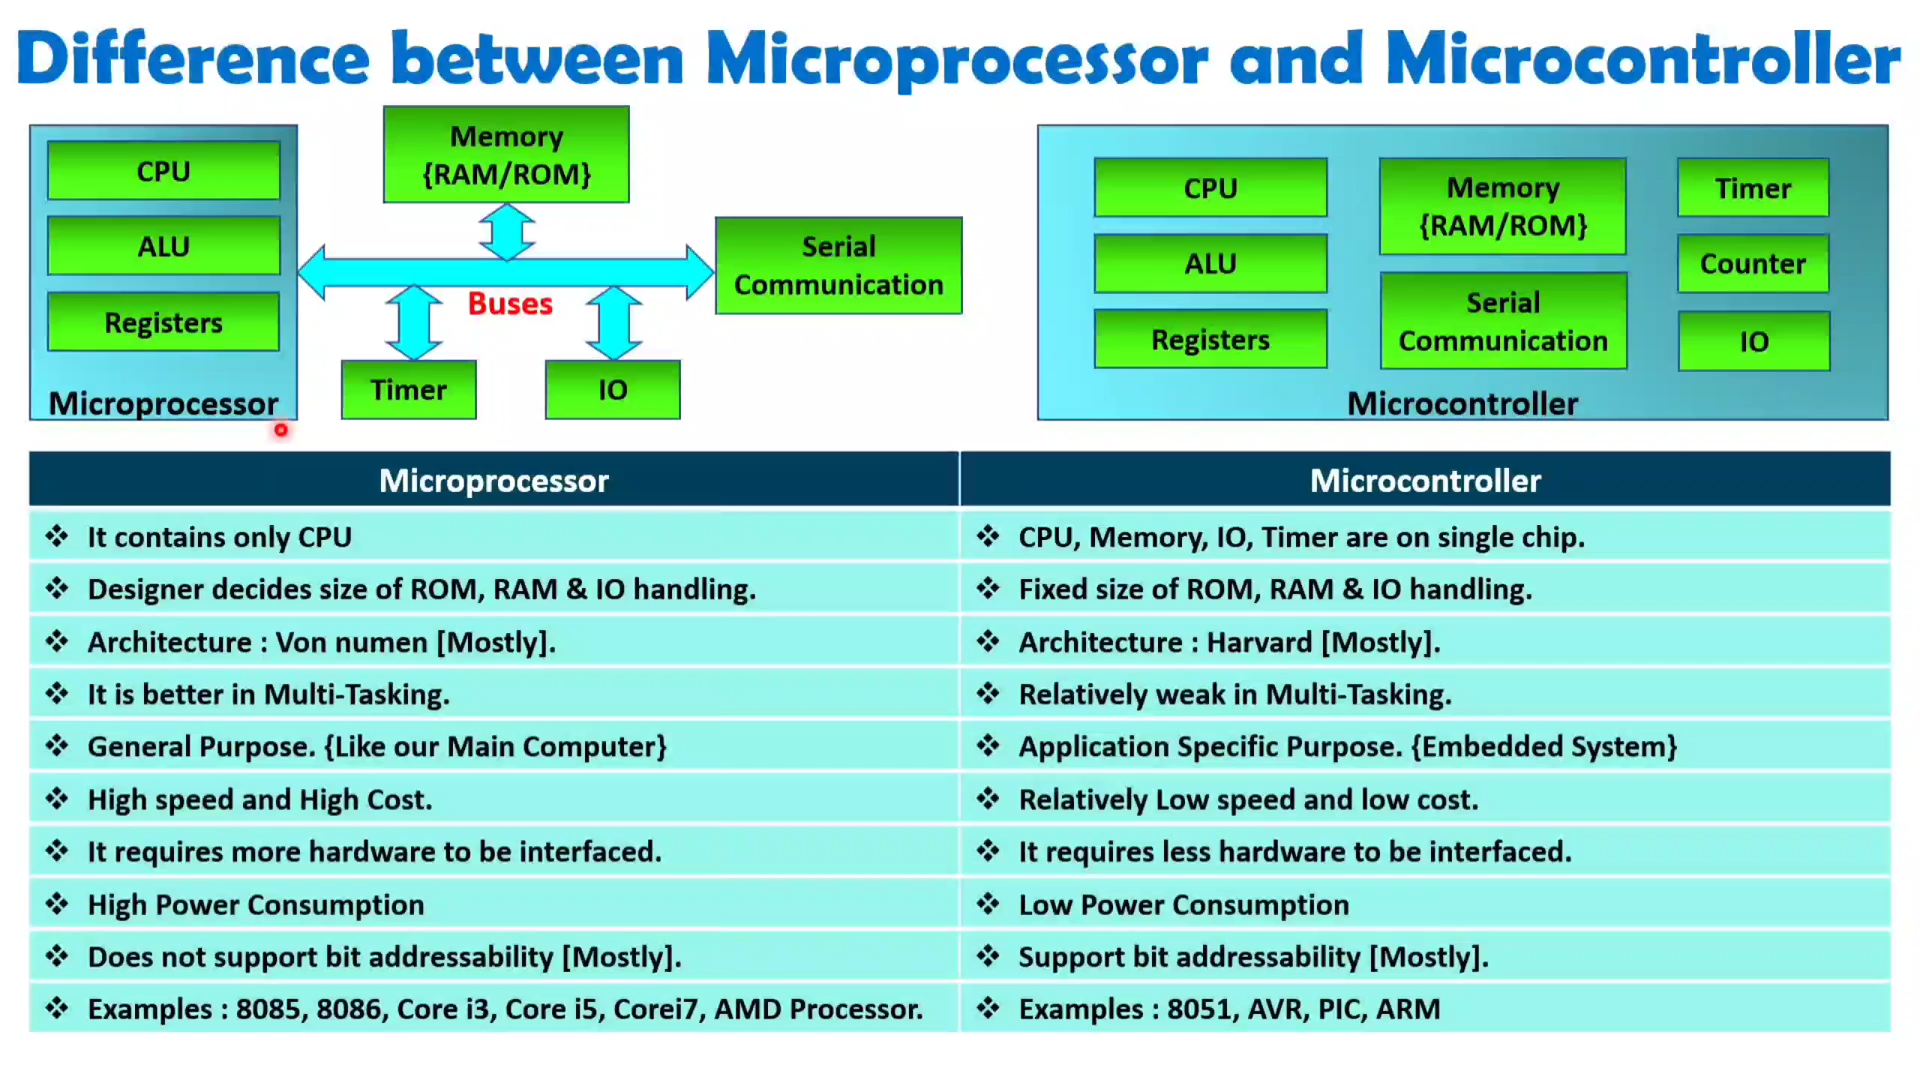 Difference between Microprocessor and Microcontroller
CPU
ALU
Registers
Microprocessor
Memory
{RAM/ROM}
Buses
Serial
Communication
Timer
IO
CPU
ALU
Registers
Memory
{RAM/ROM}
Serial
Communication
Timer
Counter
IO
Microcontroller
Microprocessor
Microcontroller
❖ It contains only CPU
❖ CPU, Memory, IO, Timer are on single chip.
❖ Designer decides size of ROM, RAM & IO handling.
❖ Fixed size of ROM, RAM & IO handling.
❖ Architecture : Von numen [Mostly].
❖ Architecture : Harvard [Mostly].
❖ It is better in Multi-Tasking.
❖ Relatively weak in Multi-Tasking.
❖ General Purpose. {Like our Main Computer}
❖ Application Specific Purpose. {Embedded System}
❖ High speed and High Cost.
❖ Relatively Low speed and low cost.
❖ It requires more hardware to be interfaced.
❖ It requires less hardware to be interfaced.
❖ High Power Consumption
❖ Low Power Consumption
❖ Does not support bit addressability [Mostly].
❖ Support bit addressability [Mostly].
❖ Examples : 8085, 8086, Core i3, Core i5, Corei7, AMD Processor.
❖ Examples : 8051, AVR, PIC, ARM